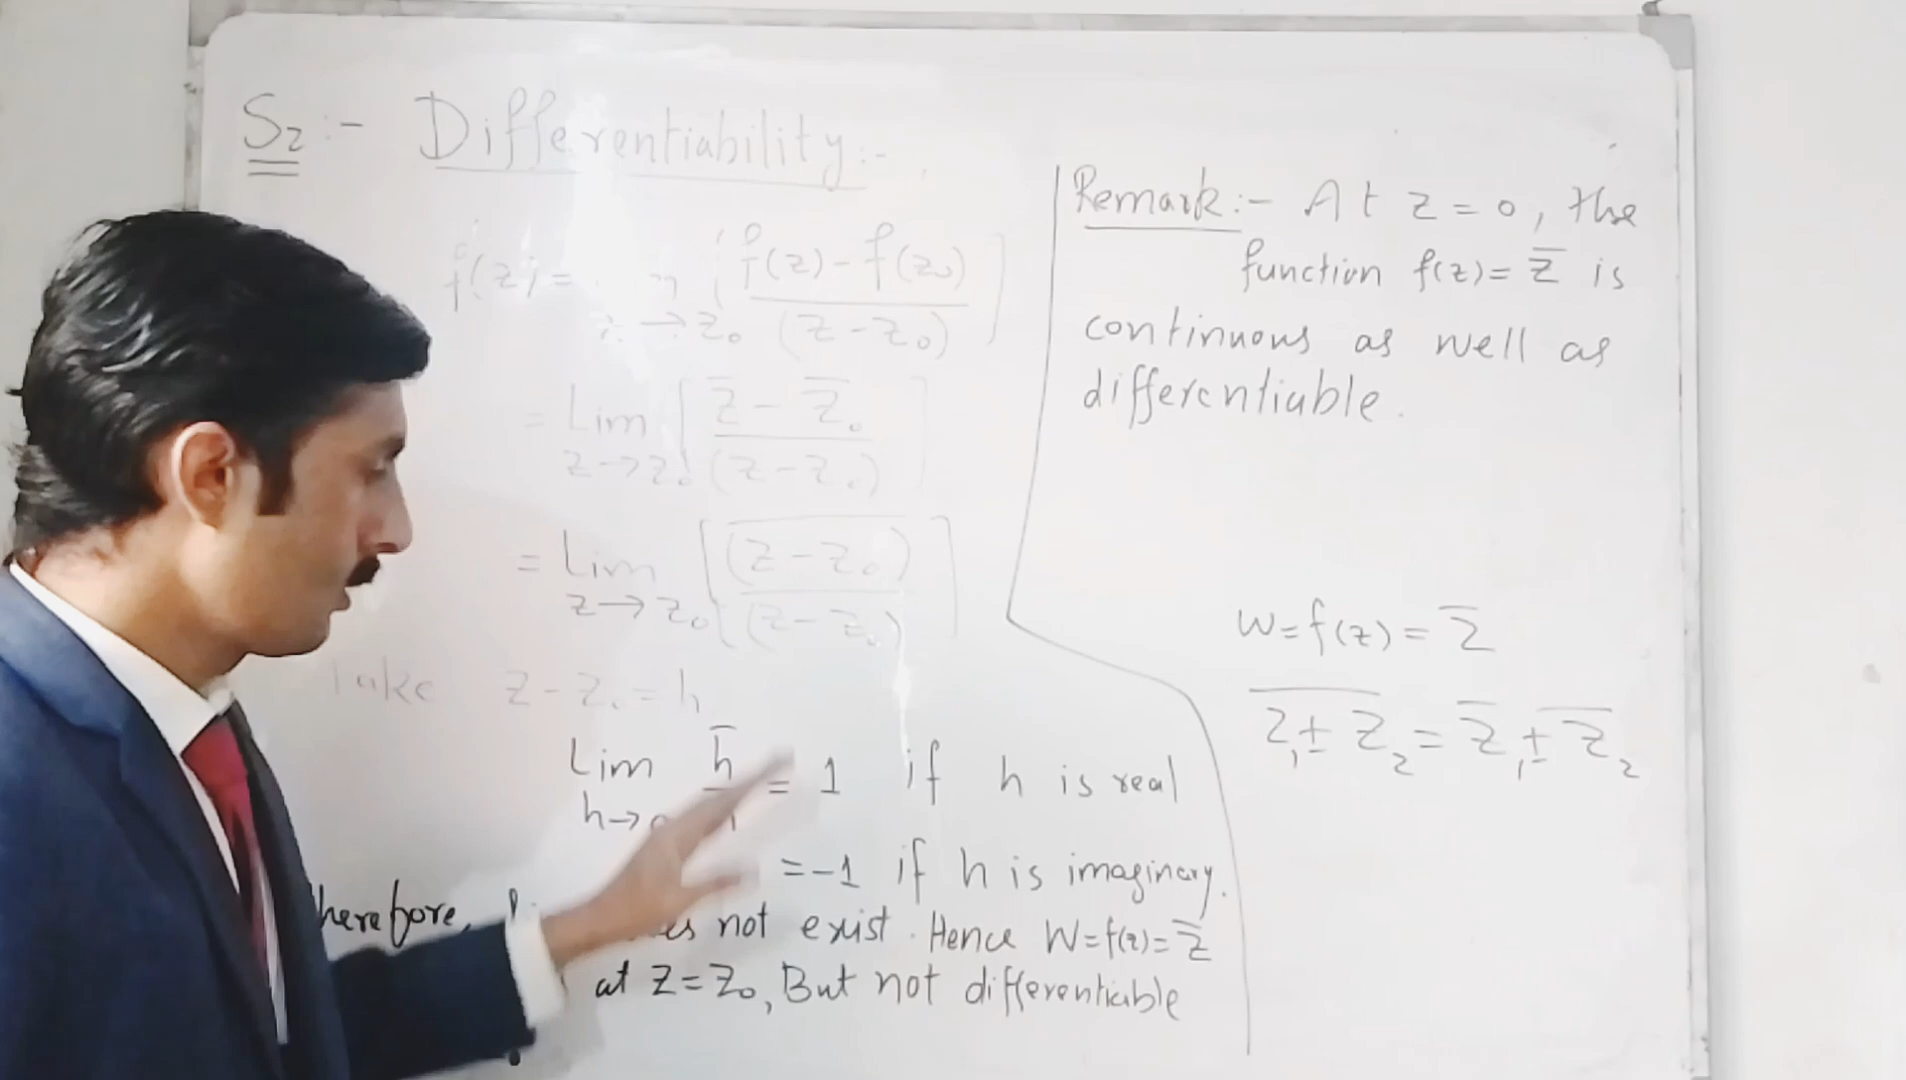 S₂:- Differentiability:-
f'(z) = z→z₀ [ f(z) - f(z₀) / (z - z₀) ]
= Lim z→z₀ [ z̅ - z̅₀ / (z - z₀) ]
= Lim z→z₀ [ \overline{(z - z₀)} / (z - z₀) ]
Take z - z₀ = h
Lim h→ h̅ = 1 if h is real
= -1 if h is imaginary.
not exist. Hence W=f(z)=z̅
at Z=Z₀, But not differentiable
Remark:- At z=0, the
function f(z)= z̅ is
continuous as well as
differentiable.
W=f(z)= z̅
\overline{z₁ ± z₂} = z̅₁ ± z̅₂